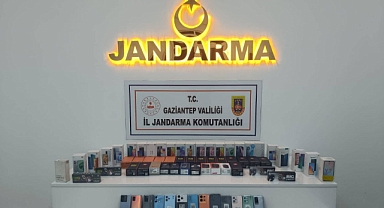 JANDARMA
T.C.
GAZİANTEP VALİLİĞİ
İL JANDARMA KOMUTANLIĞI